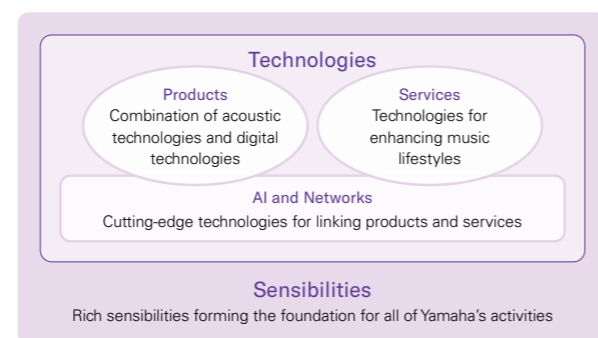 Technologies
Products
Combination of acoustic
technologies and digital
technologies
Services
Technologies for
enhancing music
lifestyles
AI and Networks
Cutting-edge technologies for linking products and services
Sensibilities
Rich sensibilities forming the foundation for all of Yamaha's activities